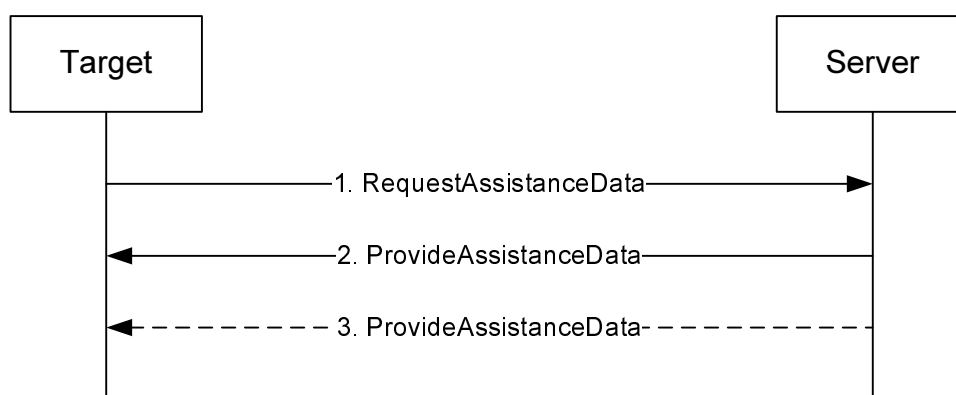 Target
Server
1. RequestAssistanceData
2. ProvideAssistanceData
3. ProvideAssistanceData